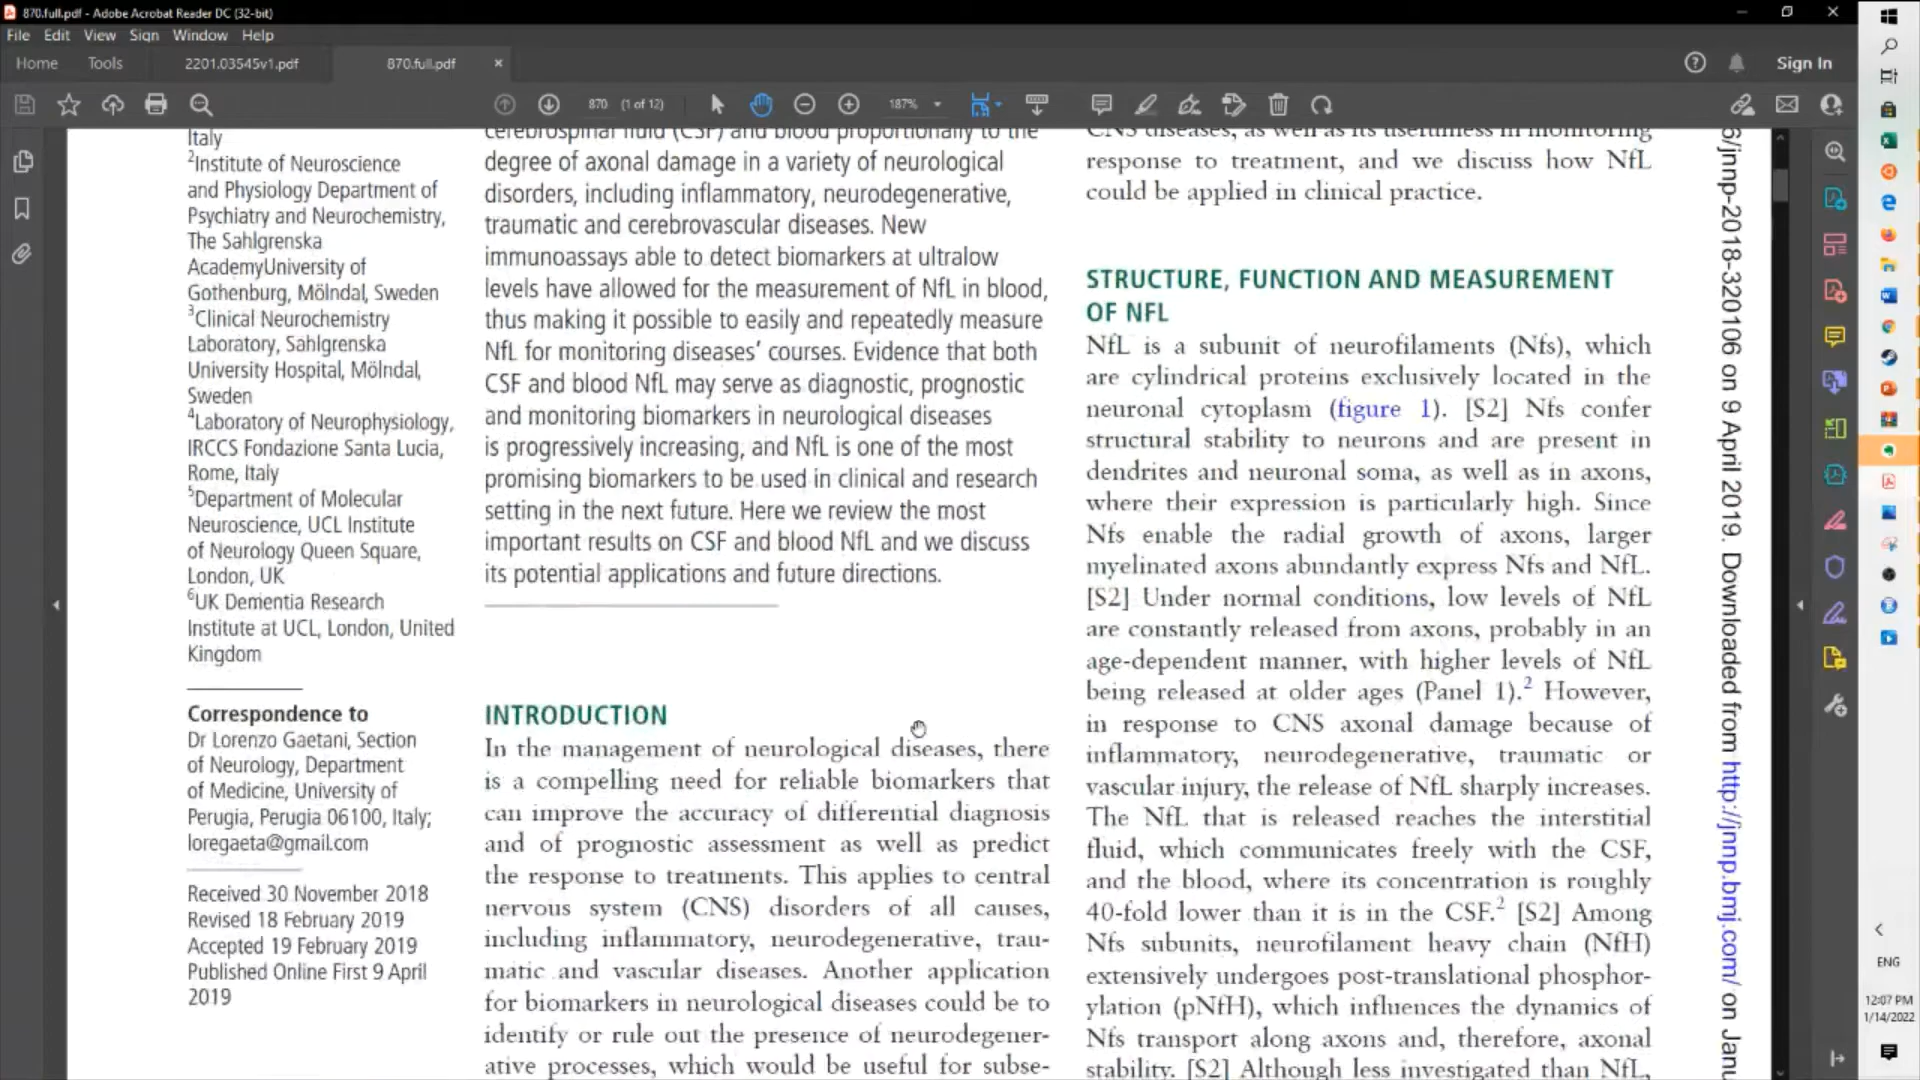 870.full.pdf - Adobe Acrobat Reader DC (32-bit)
File Edit View Sign Window Help
Home Tools 2201.03545v1.pdf 870.full.pdf
Sign In
870 (1 of 12) 187%
Italy
2Institute of Neuroscience
and Physiology Department of
Psychiatry and Neurochemistry,
The Sahlgrenska
AcademyUniversity of
Gothenburg, Mölndal, Sweden
3Clinical Neurochemistry
Laboratory, Sahlgrenska
University Hospital, Mölndal,
Sweden
4Laboratory of Neurophysiology,
IRCCS Fondazione Santa Lucia,
Rome, Italy
5Department of Molecular
Neuroscience, UCL Institute
of Neurology Queen Square,
London, UK
6UK Dementia Research
Institute at UCL, London, United
Kingdom
Correspondence to
Dr Lorenzo Gaetani, Section
of Neurology, Department
of Medicine, University of
Perugia, Perugia 06100, Italy;
loregaeta@gmail.com
Received 30 November 2018
Revised 18 February 2019
Accepted 19 February 2019
Published Online First 9 April
2019
cerebrospinal fluid (CSF) and blood proportionally to the
degree of axonal damage in a variety of neurological
disorders, including inflammatory, neurodegenerative,
traumatic and cerebrovascular diseases. New
immunoassays able to detect biomarkers at ultralow
levels have allowed for the measurement of NfL in blood,
thus making it possible to easily and repeatedly measure
NfL for monitoring diseases' courses. Evidence that both
CSF and blood NfL may serve as diagnostic, prognostic
and monitoring biomarkers in neurological diseases
is progressively increasing, and NfL is one of the most
promising biomarkers to be used in clinical and research
setting in the next future. Here we review the most
important results on CSF and blood NfL and we discuss
its potential applications and future directions.
INTRODUCTION
In the management of neurological diseases, there
is a compelling need for reliable biomarkers that
can improve the accuracy of differential diagnosis
and of prognostic assessment as well as predict
the response to treatments. This applies to central
nervous system (CNS) disorders of all causes,
including inflammatory, neurodegenerative, trau-
matic and vascular diseases. Another application
for biomarkers in neurological diseases could be to
identify or rule out the presence of neurodegener-
ative processes, which would be useful for subse-
CNS diseases, as well as its usefulness in monitoring
response to treatment, and we discuss how NfL
could be applied in clinical practice.
STRUCTURE, FUNCTION AND MEASUREMENT
OF NFL
NfL is a subunit of neurofilaments (Nfs), which
are cylindrical proteins exclusively located in the
neuronal cytoplasm (figure 1). [S2] Nfs confer
structural stability to neurons and are present in
dendrites and neuronal soma, as well as in axons,
where their expression is particularly high. Since
Nfs enable the radial growth of axons, larger
myelinated axons abundantly express Nfs and NfL.
[S2] Under normal conditions, low levels of NfL
are constantly released from axons, probably in an
age-dependent manner, with higher levels of NfL
being released at older ages (Panel 1).2 However,
in response to CNS axonal damage because of
inflammatory, neurodegenerative, traumatic or
vascular injury, the release of NfL sharply increases.
The NfL that is released reaches the interstitial
fluid, which communicates freely with the CSF,
and the blood, where its concentration is roughly
40-fold lower than it is in the CSF.2 [S2] Among
Nfs subunits, neurofilament heavy chain (NfH)
extensively undergoes post-translational phosphor-
ylation (pNfH), which influences the dynamics of
Nfs transport along axons and, therefore, axonal
stability. [S2] Although less investigated than NfL,
6/jnnp-2018-320106 on 9 April 2019. Downloaded from http://jnnp.bmj.com/ on Janu
ENG
12:07 PM
1/14/2022